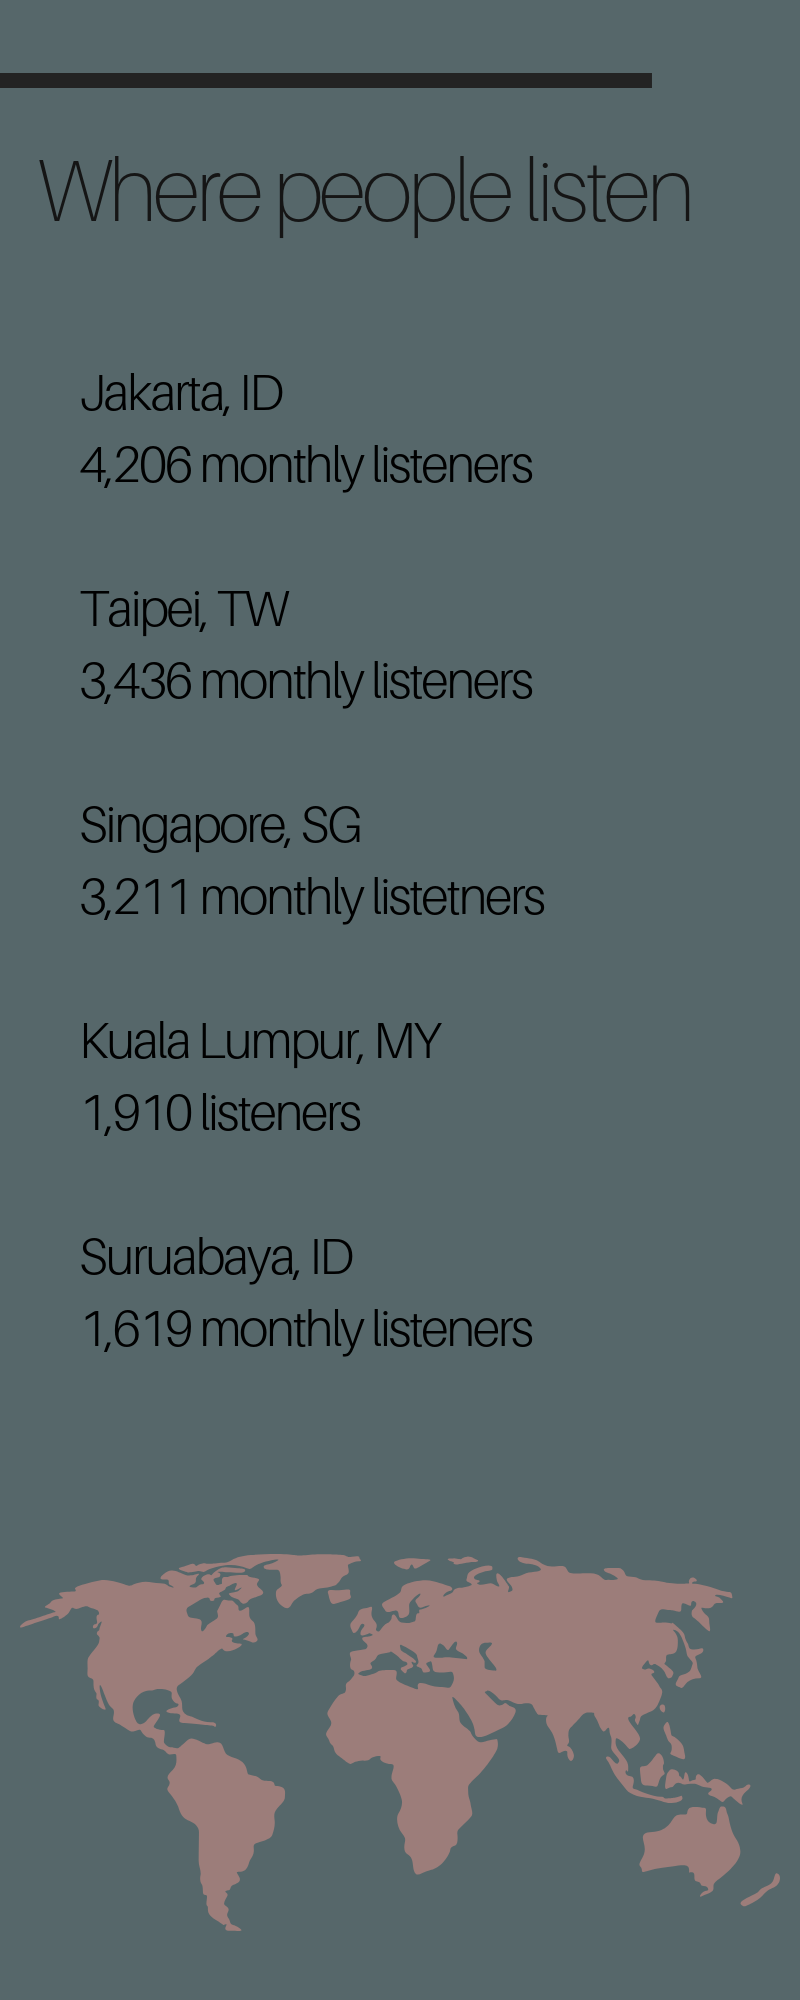 Where people listen
Jakarta, ID
4,206 monthly listeners
Taipei, TW
3,436 monthly listeners
Singapore, SG
3,211 monthly listetners
Kuala Lumpur, MY
1,910 listeners
Suruabaya, ID
1,619 monthly listeners